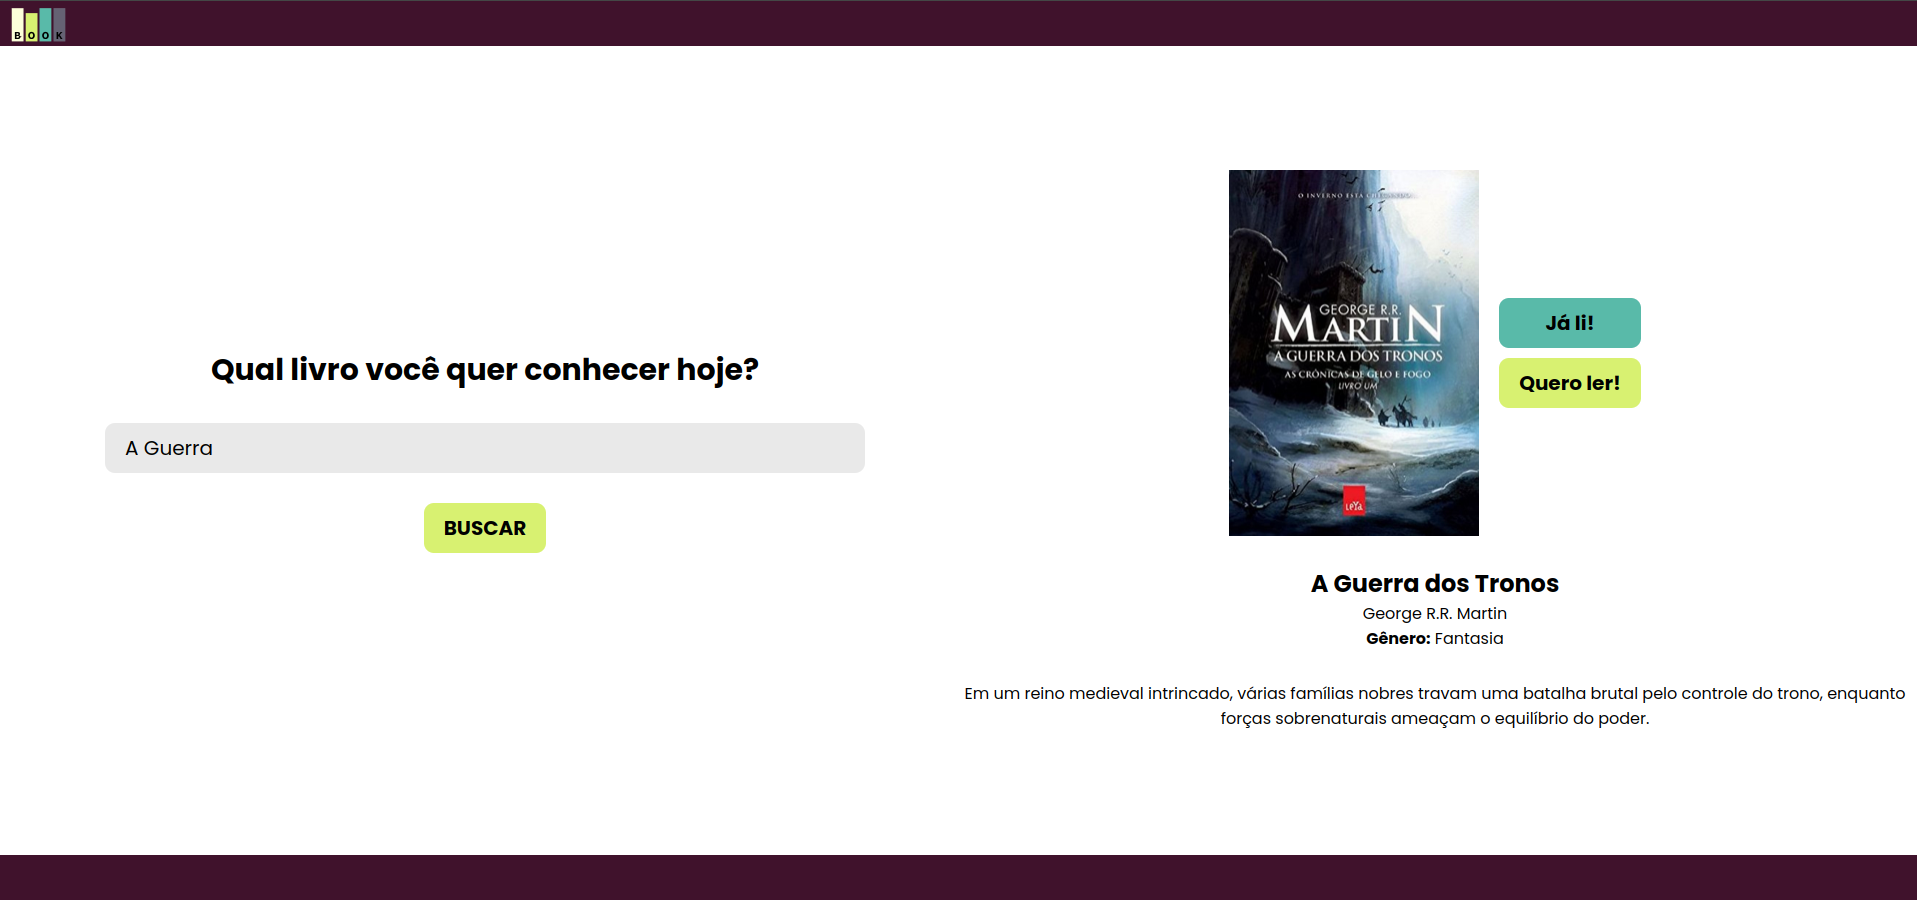 BOOK
Qual livro você quer conhecer hoje?
A Guerra
BUSCAR
O INVERNO ESTÁ
GEORGE R.R.
MARTIN
A GUERRA DOS TRONOS
AS CRÔNICAS DE GELO E FOGO
LIVRO UM
LeYa
Já li!
Quero ler!
A Guerra dos Tronos
George R.R. Martin
Gênero: Fantasia
Em um reino medieval intrincado, várias famílias nobres travam uma batalha brutal pelo controle do trono, enquanto
forças sobrenaturais ameaçam o equilíbrio do poder.